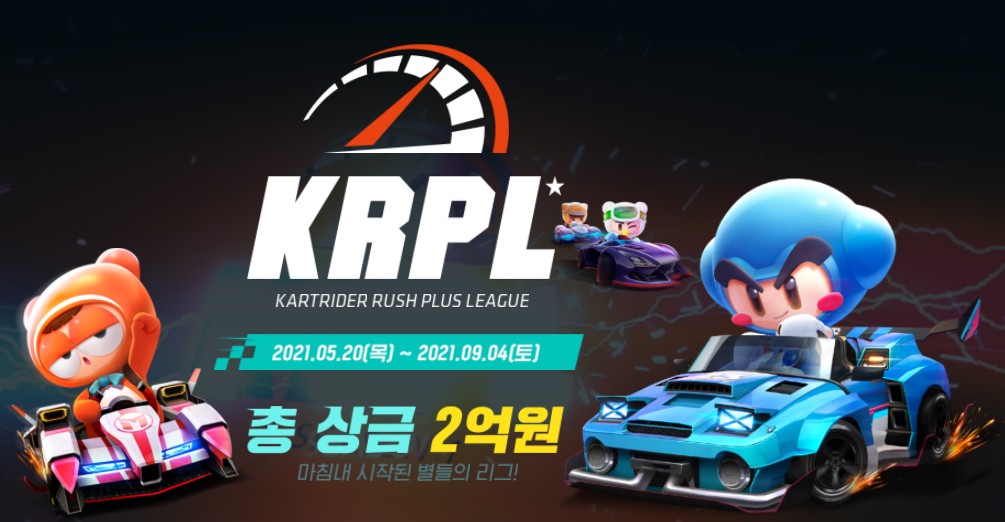 KRPL
KARTRIDER RUSH PLUS LEAGUE
2021.05.20(목) ~ 2021.09.04(토)
총 상금 2억원
마침내 시작된 별들의 리그!